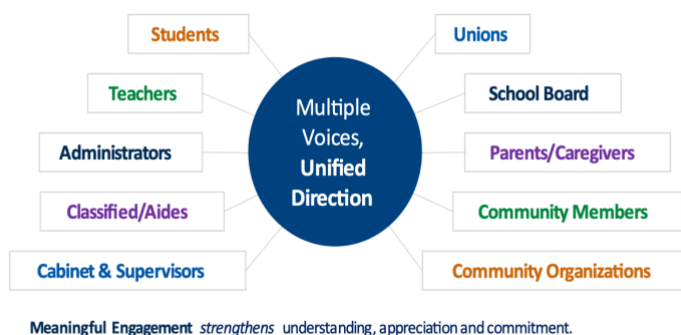 Students
Unions
Teachers
School Board
Administrators
Parents/Caregivers
Classified/Aides
Community Members
Cabinet & Supervisors
Community Organizations
Multiple
Voices,
Unified
Direction
Meaningful Engagement strengthens understanding, appreciation and commitment.